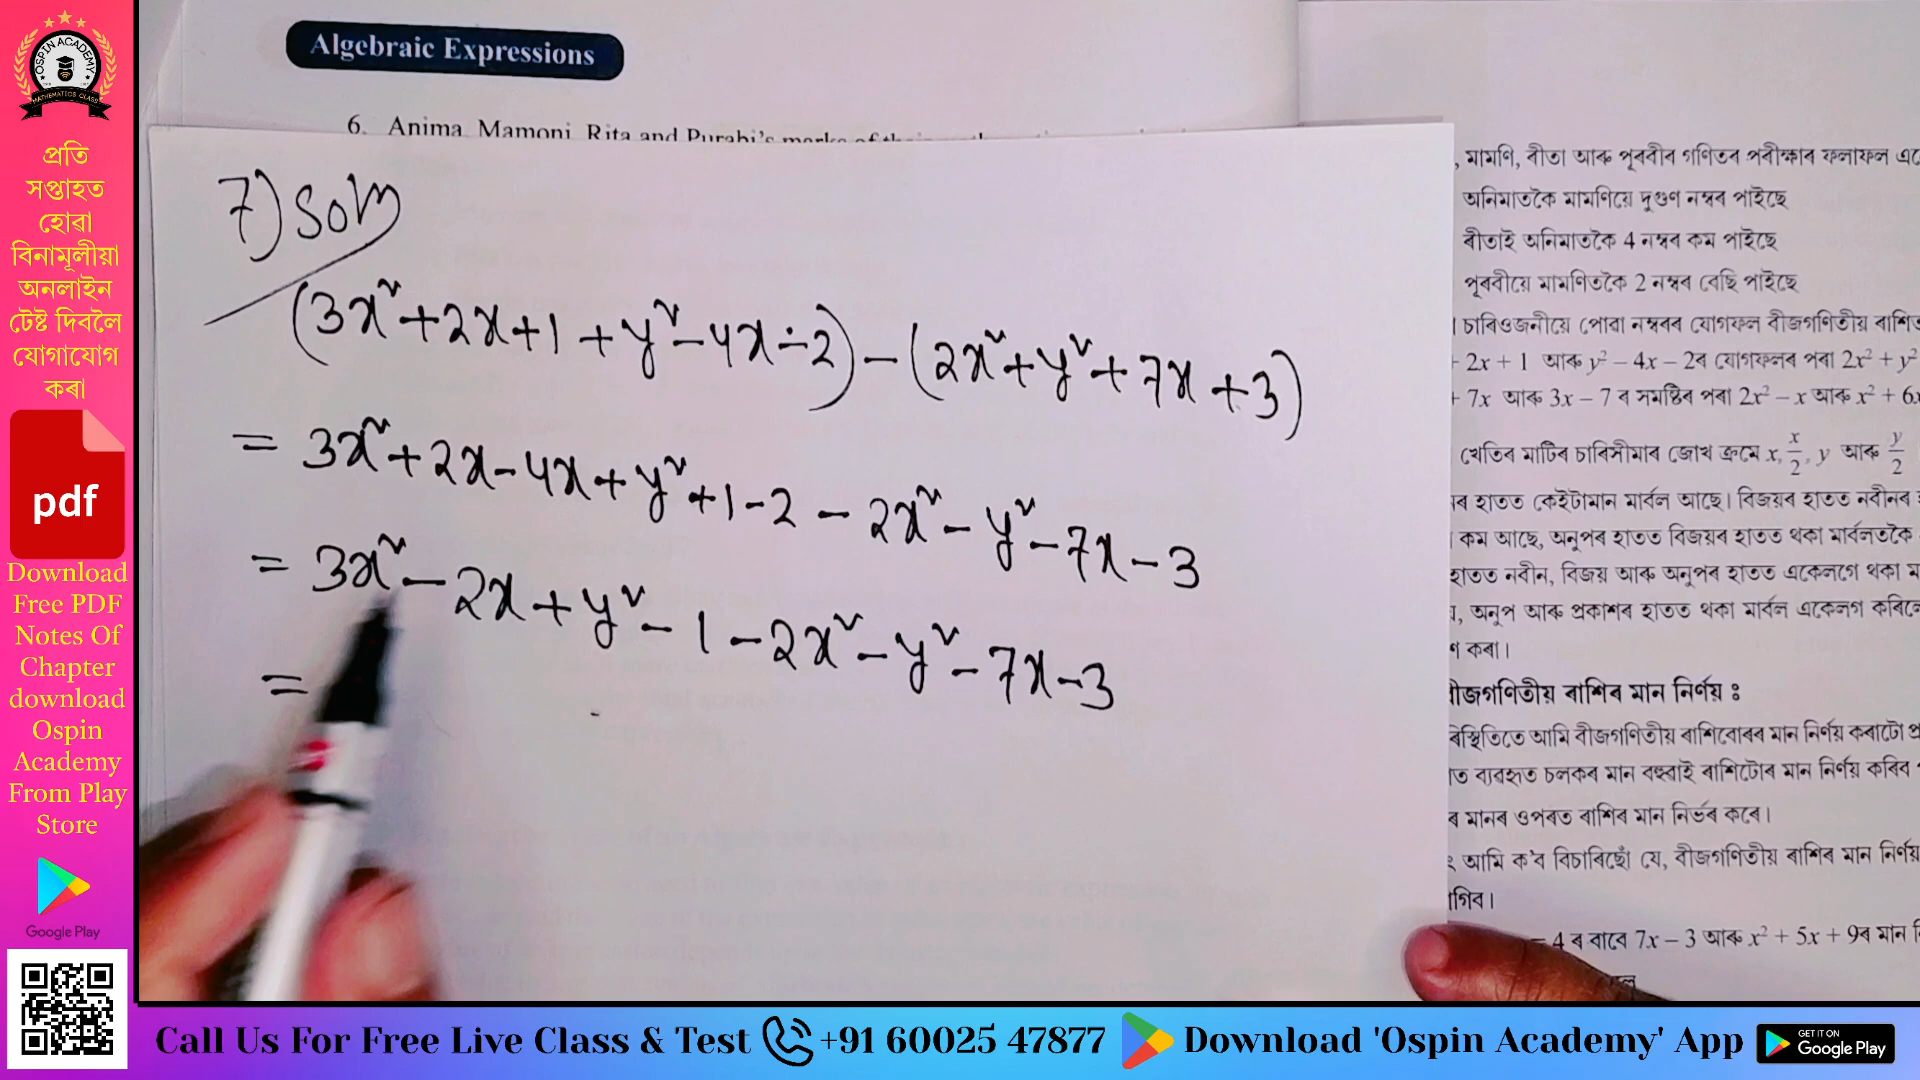 OSPIN ACADEMY
MATHEMATICS CLASS
প্ৰতি
সপ্তাহত
হোৱা
বিনামূলীয়া
অনলাইন
টেষ্ট দিবলৈ
যোগাযোগ
কৰা
pdf
Download
Free PDF
Notes Of
Chapter
download
Ospin
Academy
From Play
Store
Google Play
Algebraic Expressions
6. Anima, Mamoni, Rita and Purabi's marks of their
7) Soln
(3x² + 2x + 1 + y² - 4x - 2) - (2x² + y² + 7x + 3)
= 3x² + 2x - 4x + y² + 1 - 2 - 2x² - y² - 7x - 3
= 3x² - 2x + y² - 1 - 2x² - y² - 7x - 3
=
, মামণি, ৰীতা আৰু পূৰবীৰ গণিতৰ পৰীক্ষাৰ ফলাফল
অনিমাতকৈ মামণিয়ে দুগুণ নম্বৰ পাইছে
ৰীতাই অনিমাতকৈ 4 নম্বৰ কম পাইছে
পূৰবীয়ে মামণিতকৈ 2 নম্বৰ বেছি পাইছে
চাৰিওজনীয়ে পোৱা নম্বৰৰ যোগফল বীজগণিতীয়
+ 2x + 1 আৰু y² – 4x – 2ৰ যোগফলৰ পৰা 2x² + y²
+ 7x আৰু 3x – 7 ৰ সমষ্টিৰ পৰা 2x² – x আৰু x² + 6x
খেতিৰ মাটিৰ চাৰিসীমাৰ জোখ ক্ৰমে x, x/2, y আৰু y/2
হাতত কেইটামান মাৰ্বল আছে। বিজয়ৰ হাতত নবীনৰ
কম আছে, অনুপৰ হাতত বিজয়ৰ হাতত থকা মাৰ্বলতকৈ
হাতত নবীন, বিজয় আৰু অনুপৰ হাতত একেলগে থকা
, অনুপ আৰু প্ৰকাশৰ হাতত থকা মাৰ্বল একেলগ
কৰা।
ৰাশিৰ মান নিৰ্ণয় ঃ
আমি বীজগণিতীয় ৰাশিবোৰৰ মান নিৰ্ণয় কৰাটো
ব্যৱহৃত চলকৰ মান বহুৱাই ৰাশিটোৰ মান নিৰ্ণয় কৰিব
ৰ মানৰ ওপৰত ৰাশিৰ মান নিৰ্ভৰ কৰে।
আমি ক'ব বিচাৰিছোঁ যে, বীজগণিতীয় ৰাশিৰ মান নিৰ্ণয়
4 ৰ বাবে 7x – 3 আৰু x² + 5x + 9ৰ মান
Call Us For Free Live Class & Test +91 60025 47877 Download 'Ospin Academy' App GET IT ON Google Play